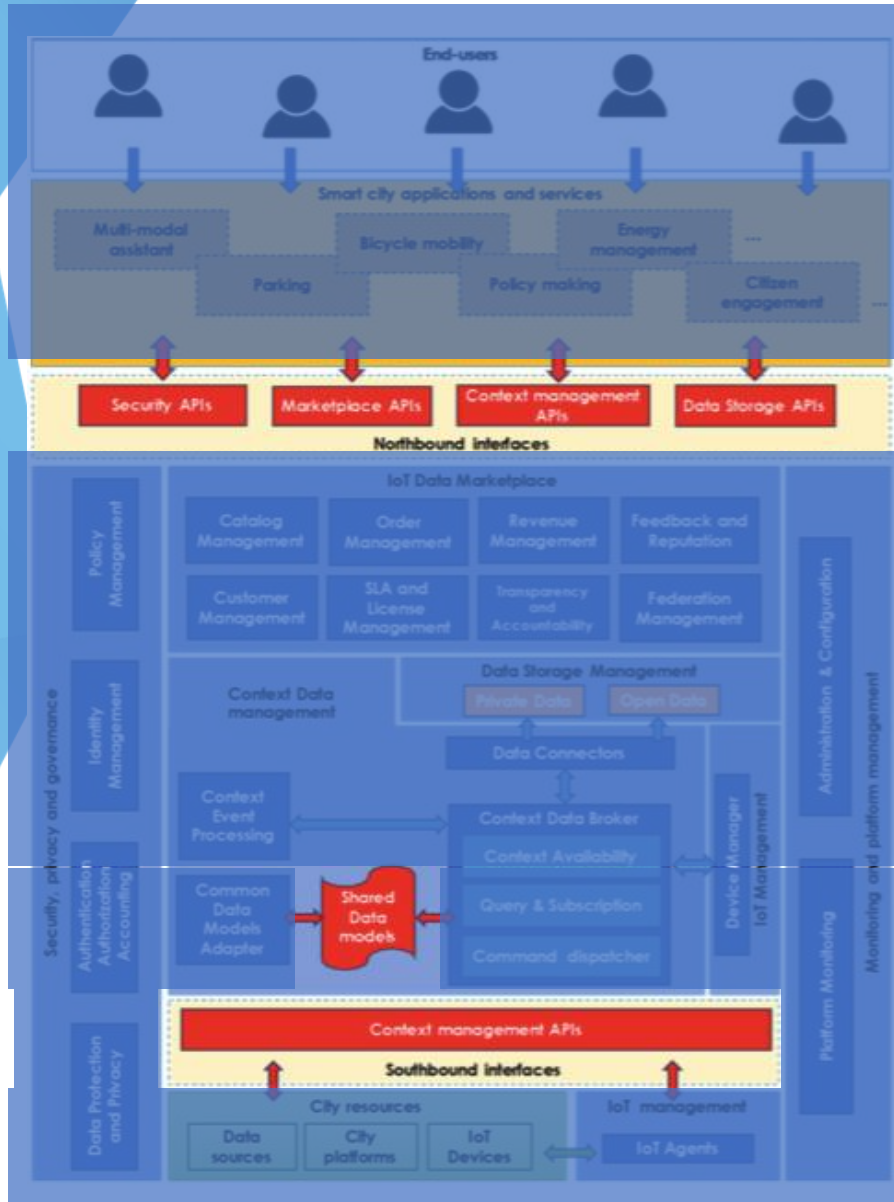 End-users
Smart city applications and services
Multi-modal
assistant
Bicycle mobility
Energy
management
...
Parking
Policy making
Citizen
engagement
...
Security APIs
Marketplace APIs
Context management
APIs
Data Storage APIs
Northbound interfaces
Security, privacy and governance
Policy
Management
Identity
Management
Authentication
Authorization
Accounting
Data Protection
and Privacy
IoT Data Marketplace
Catalog
Management
Order
Management
Revenue
Management
Feedback and
Reputation
Customer
Management
SLA and
License
Management
Transparency
and
Accountability
Federation
Management
Context Data
management
Data Storage Management
Private Data
Open Data
Data Connectors
Context
Event
Processing
Context Data Broker
Context Availability
Query & Subscription
Command dispatcher
Common
Data
Models
Adapter
Shared
Data
models
Device Manager
IoT Management
Administration & Configuration
Platform Monitoring
Monitoring and platform management
Context management APIs
Southbound interfaces
City resources
Data
sources
City
platforms
IoT
Devices
IoT management
IoT Agents